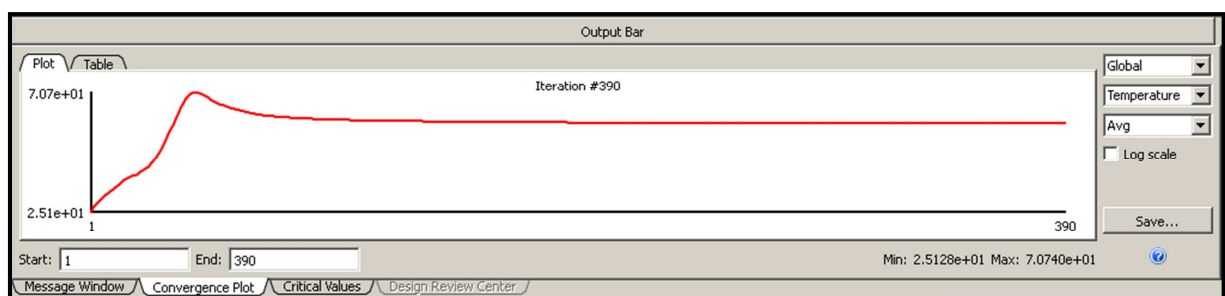 Output Bar
Plot Table
Iteration #390
7.07e+01
2.51e+01
1 390
Global
Temperature
Avg
Log scale
Save...
Start: 1 End: 390 Min: 2.5128e+01 Max: 7.0740e+01
Message Window Convergence Plot Critical Values Design Review Center